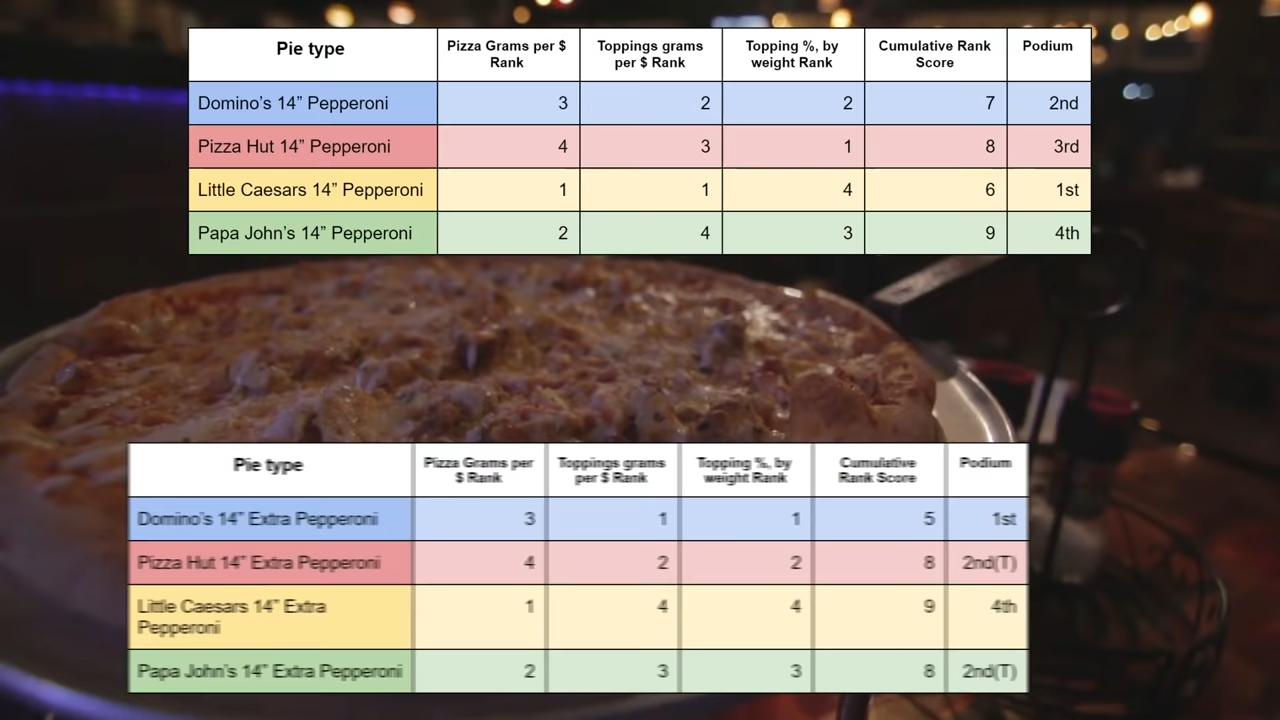 Pie type Pizza Grams per $ Rank Toppings grams per $ Rank Topping %, by weight Rank Cumulative Rank Score Podium
Domino’s 14” Pepperoni 3 2 2 7 2nd
Pizza Hut 14” Pepperoni 4 3 1 8 3rd
Little Caesars 14” Pepperoni 1 1 4 6 1st
Papa John’s 14” Pepperoni 2 4 3 9 4th
Pie type Pizza Grams per $ Rank Toppings grams per $ Rank Topping %, by weight Rank Cumulative Rank Score Podium
Domino’s 14” Extra Pepperoni 3 1 1 5 1st
Pizza Hut 14” Extra Pepperoni 4 2 2 8 2nd(T)
Little Caesars 14” Extra Pepperoni 1 4 4 9 4th
Papa John’s 14” Extra Pepperoni 2 3 3 8 2nd(T)